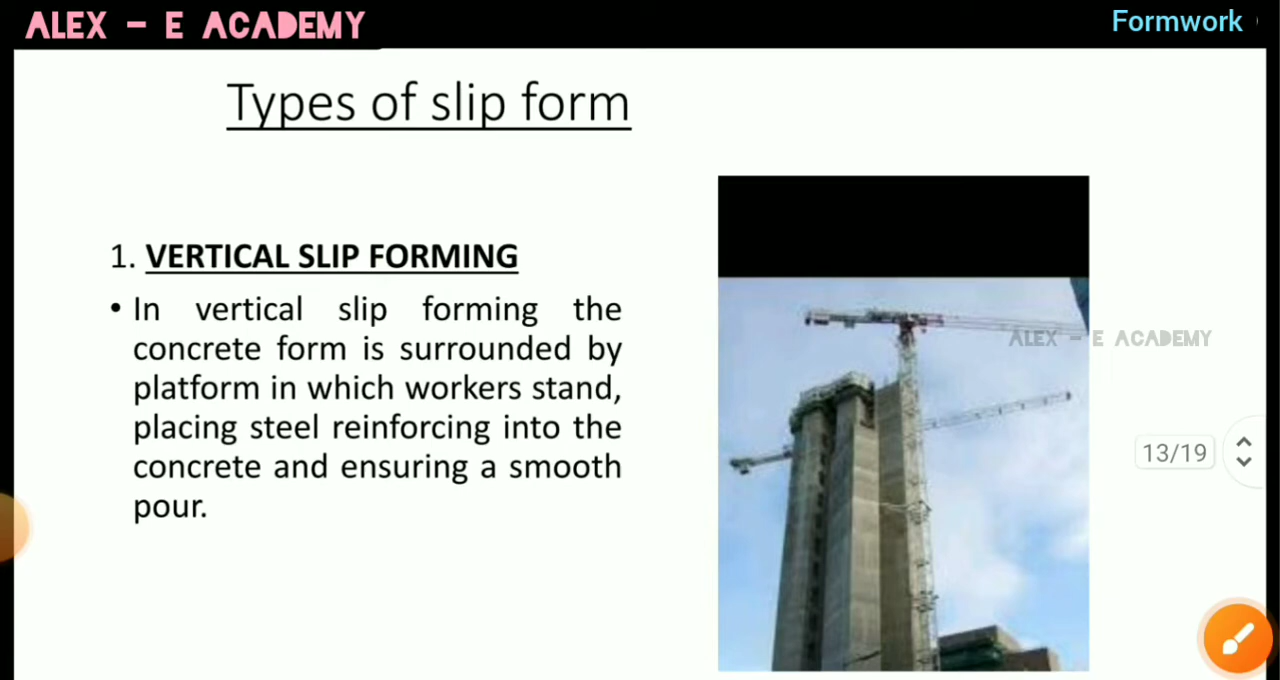 ALEX - E ACADEMY
Formwork
Types of slip form
1. VERTICAL SLIP FORMING
• In vertical slip forming the
concrete form is surrounded by
platform in which workers stand,
placing steel reinforcing into the
concrete and ensuring a smooth
pour.
ALEX - E ACADEMY
13/19